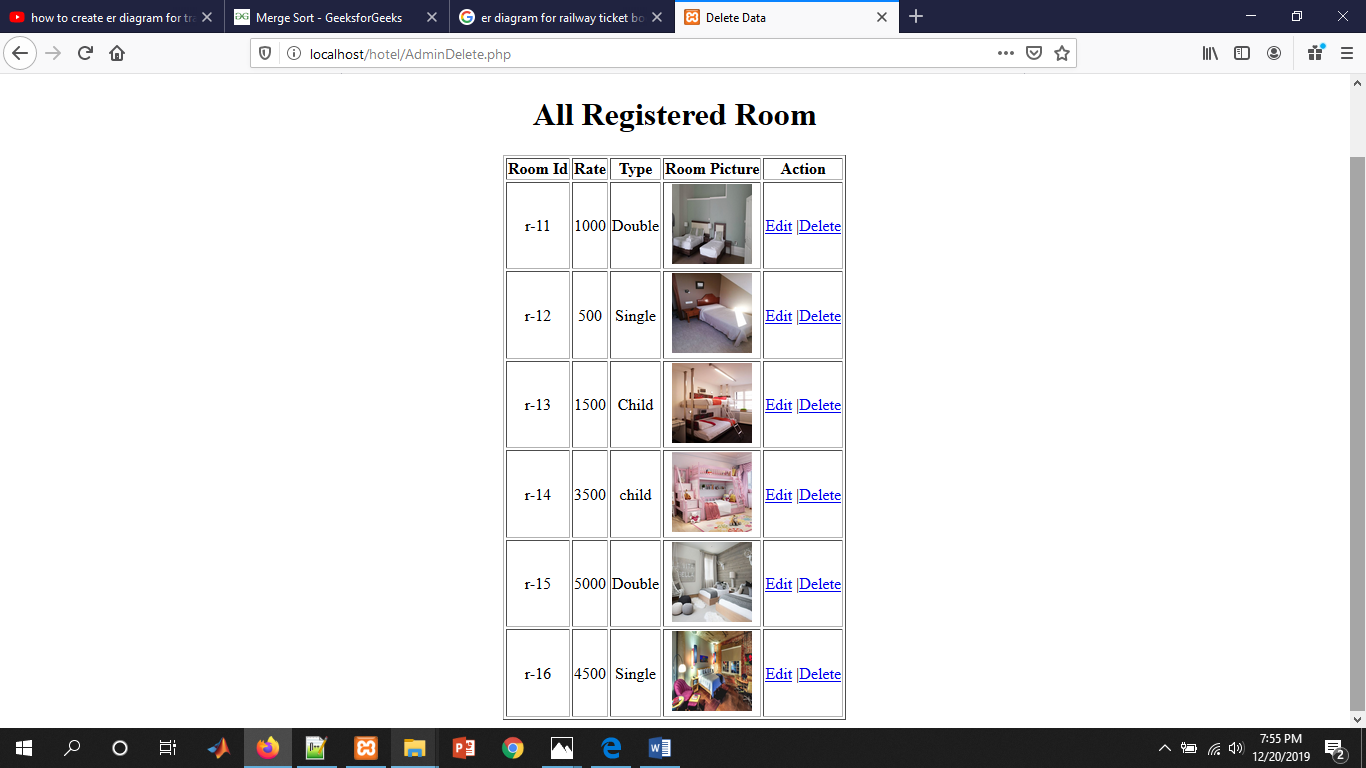 how to create er diagram for tra
Merge Sort - GeeksforGeeks
er diagram for railway ticket bo
Delete Data
localhost/hotel/AdminDelete.php
All Registered Room
Room Id Rate Type Room Picture Action
r-11 1000 Double Edit |Delete
r-12 500 Single Edit |Delete
r-13 1500 Child Edit |Delete
r-14 3500 child Edit |Delete
r-15 5000 Double Edit |Delete
r-16 4500 Single Edit |Delete
7:55 PM
12/20/2019
2